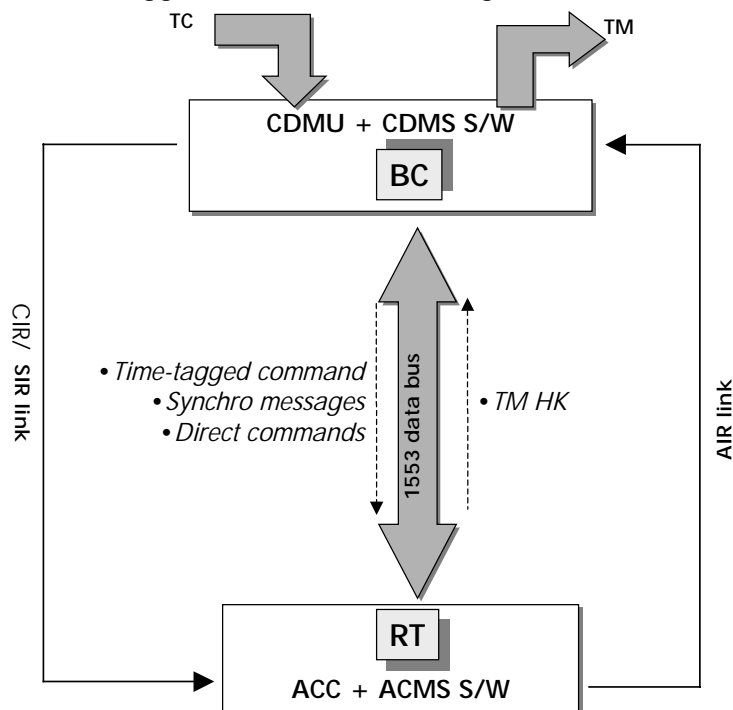 TC
TM
CDMU + CDMS S/W
BC
CIR/ SIR link
• Time-tagged command
• Synchro messages
• Direct commands
1553 data bus
• TM HK
AIR link
RT
ACC + ACMS S/W